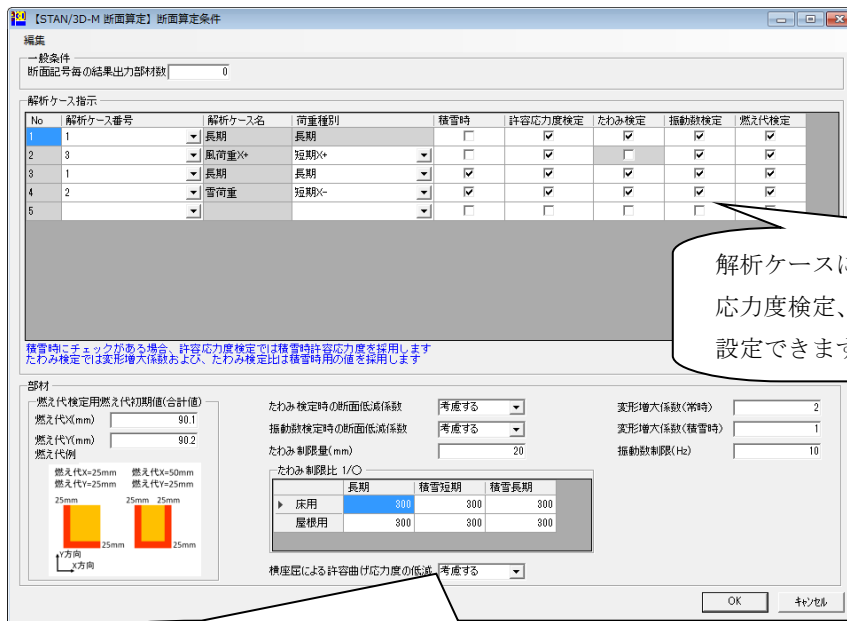 【STAN/3D-M 断面算定】断面算定条件
編集
一般条件
断面記号毎の結果出力部材数 0
解析ケース指示
No 解析ケース番号 解析ケース名 荷重種別 積雪時 許容応力度検定 たわみ検定 振動数検定 燃え代検定
1 1 長期 長期
2 3 風荷重X+ 短期X+
3 1 長期 長期
4 2 雪荷重 短期X-
5
解析ケースに
応力度検定、
設定できます
積雪時にチェックがある場合、許容応力度検定では積雪時許容応力度を採用します
たわみ検定では変形増大係数および、たわみ検定比は積雪時用の値を採用します
部材
燃え代検定用燃え代初期値(合計値)
燃え代X(mm) 90.1
燃え代Y(mm) 90.2
燃え代例
燃え代X=25mm 燃え代X=50mm
燃え代Y=25mm 燃え代Y=25mm
25mm 25mm 25mm
25mm 25mm
Y方向
X方向
たわみ検定時の断面低減係数 考慮する
振動数検定時の断面低減係数 考慮する
たわみ制限量(mm) 20
たわみ制限比 1/〇
長期 積雪短期 積雪長期
床用 300 300 300
屋根用 300 300 300
横座屈による許容曲げ応力度の低減 考慮する
変形増大係数(常時) 2
変形増大係数(積雪時) 1
振動数制限(Hz) 10
OK キャンセル